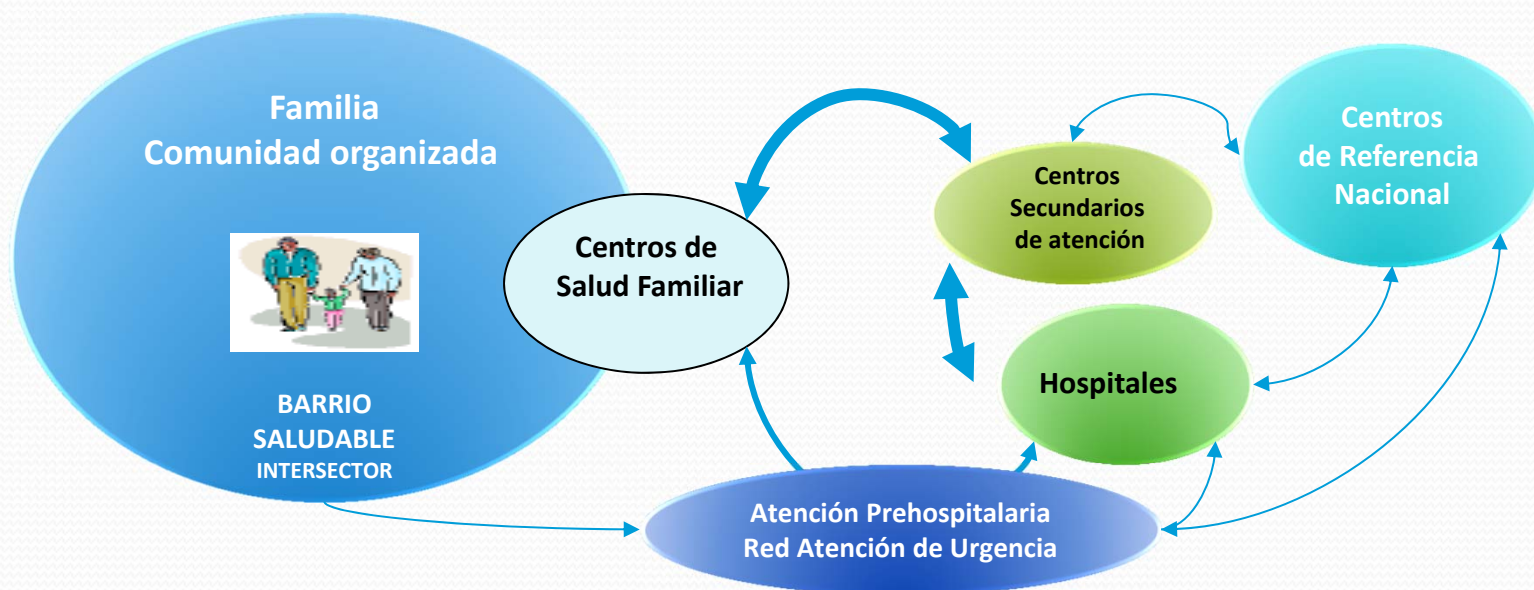 Familia
Comunidad organizada
BARRIO
SALUDABLE
INTERSECTOR
Centros de
Salud Familiar
Centros
Secundarios
de atención
Centros
de Referencia
Nacional
Hospitales
Atención Prehospitalaria
Red Atención de Urgencia